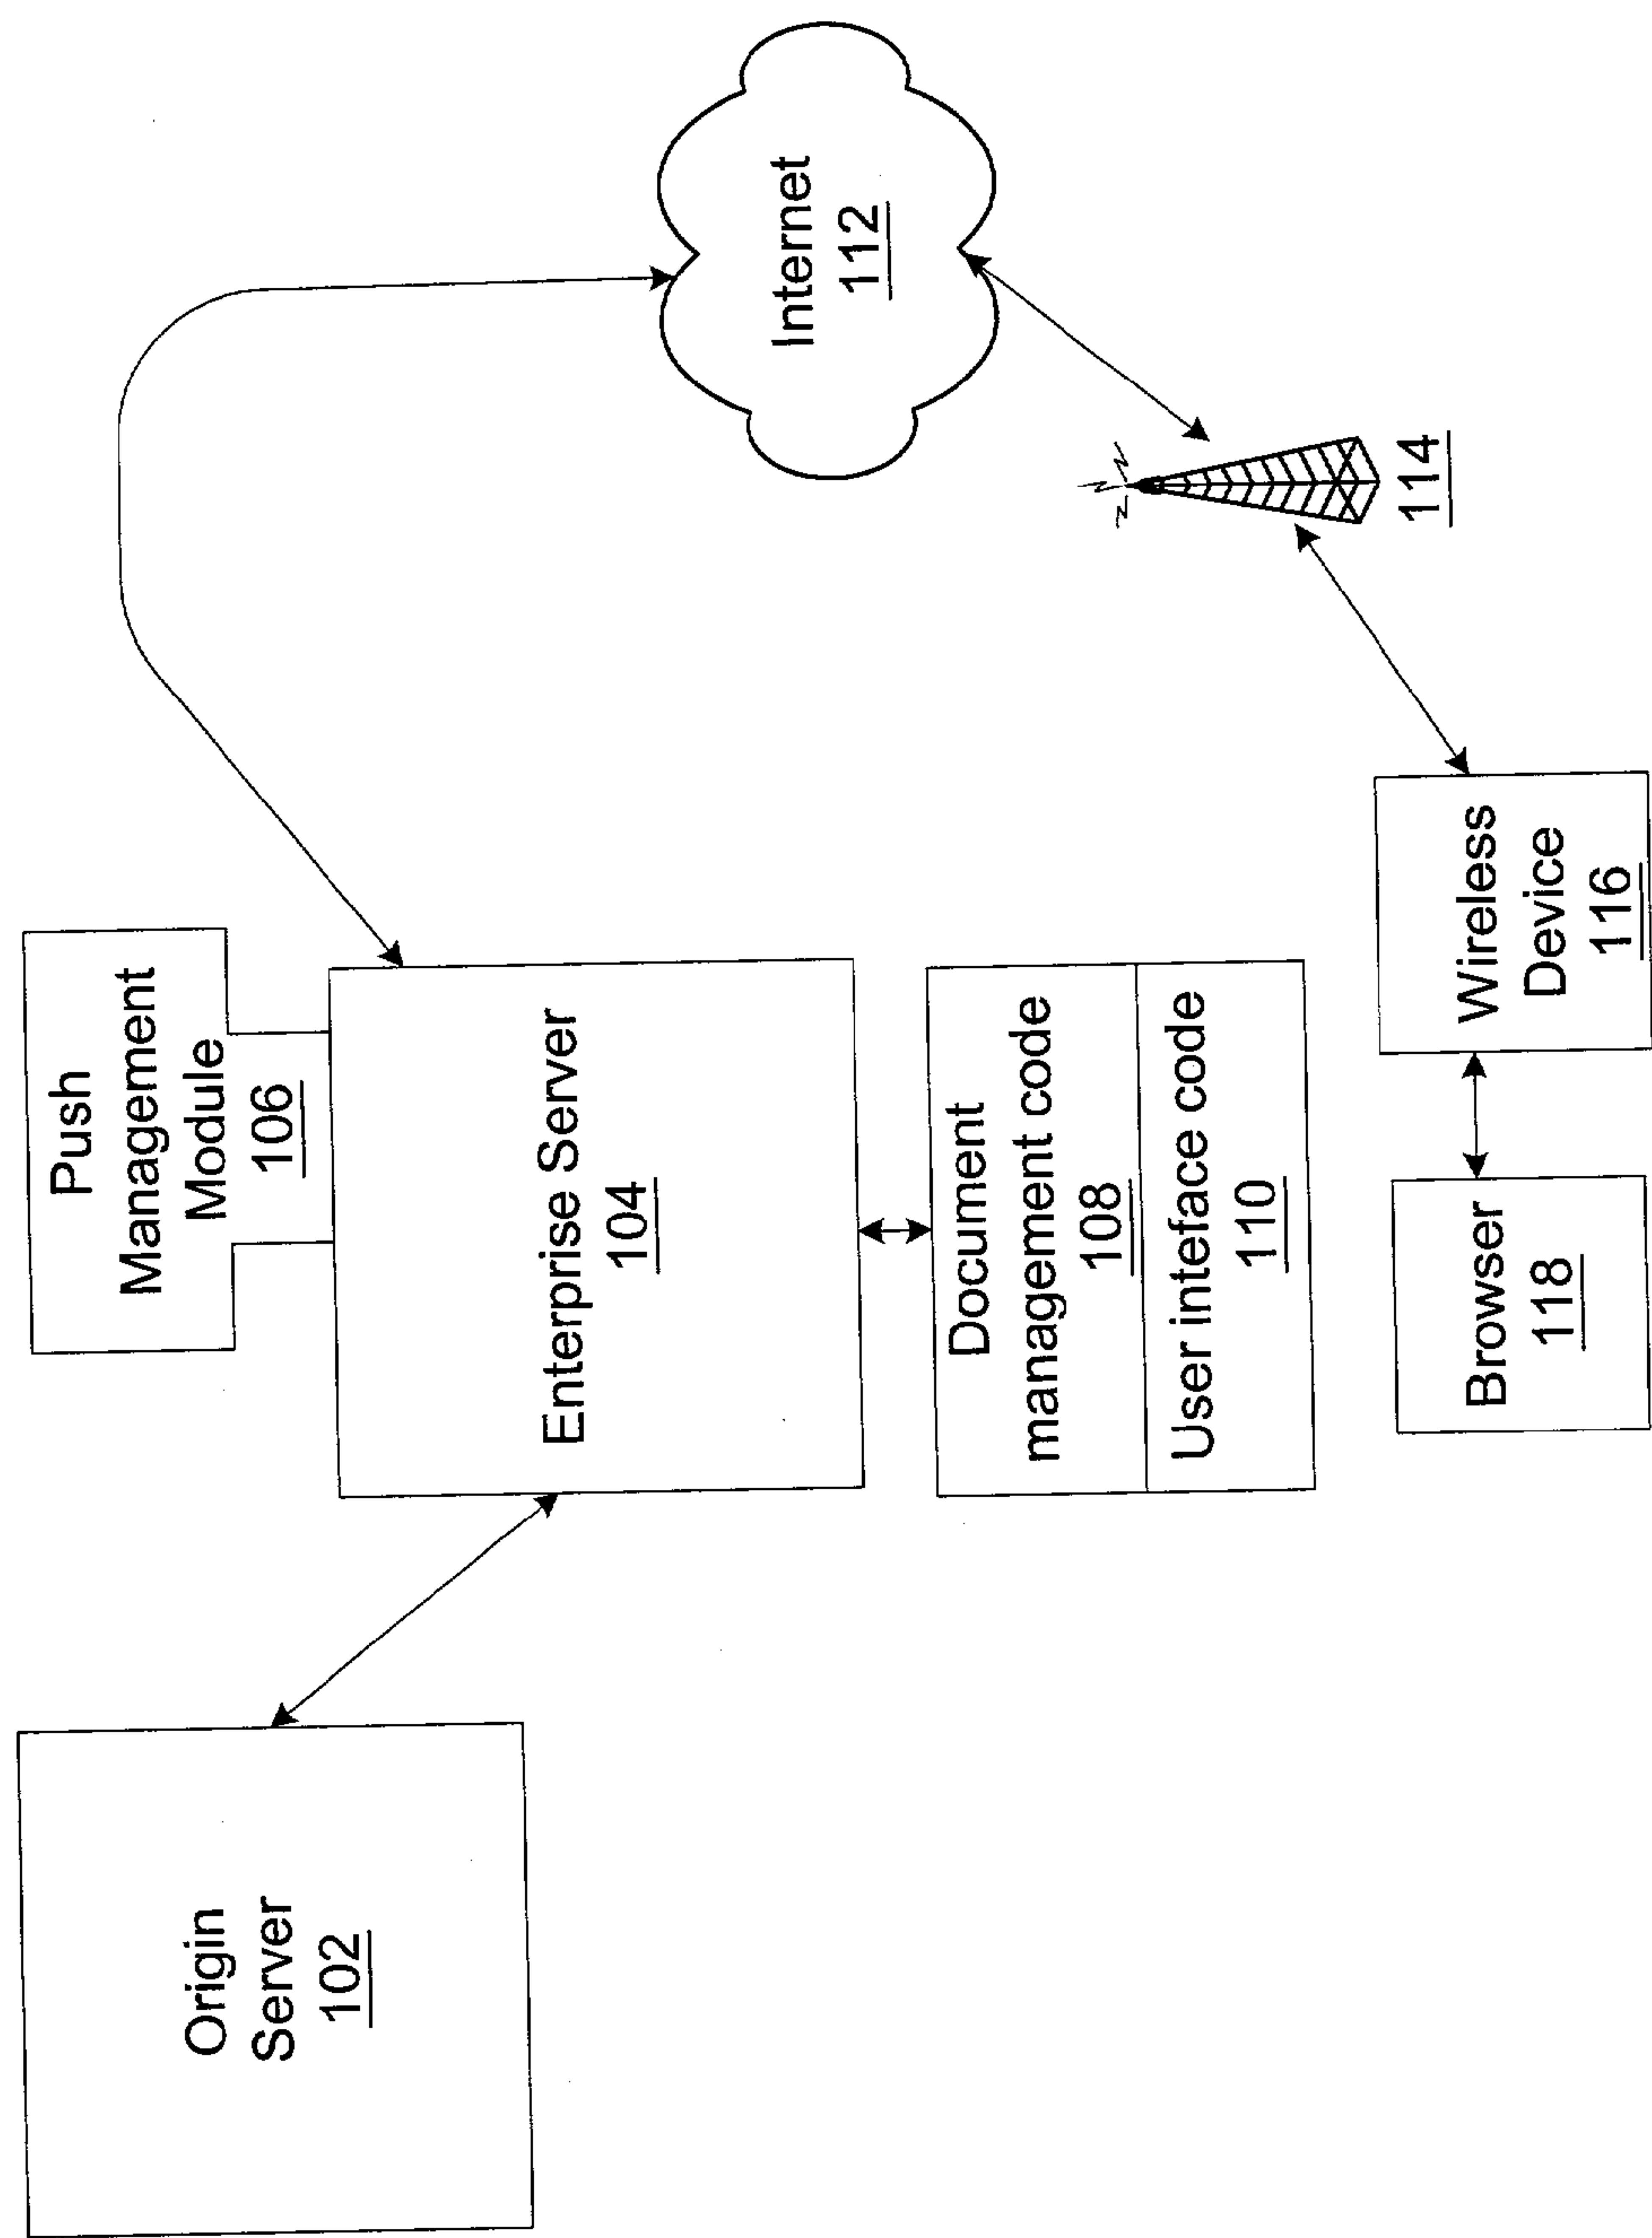 Push
Management
Module
106
Origin
Server
102
Enterprise Server
104
Internet
112
Document
management code
108
User inteface code
110
114
Browser
118
Wireless
Device
116